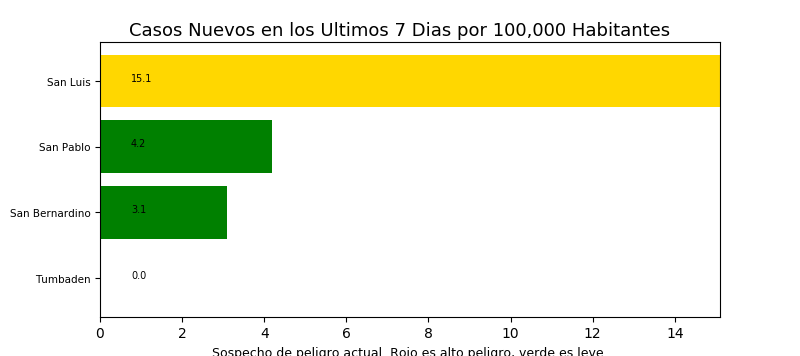 Casos Nuevos en los Ultimos 7 Dias por 100,000 Habitantes
San Luis 15.1
San Pablo 4.2
San Bernardino 3.1
Tumbaden 0.0
0 2 4 6 8 10 12 14
Sospecho de peligro actual. Rojo es alto peligro, verde es leve